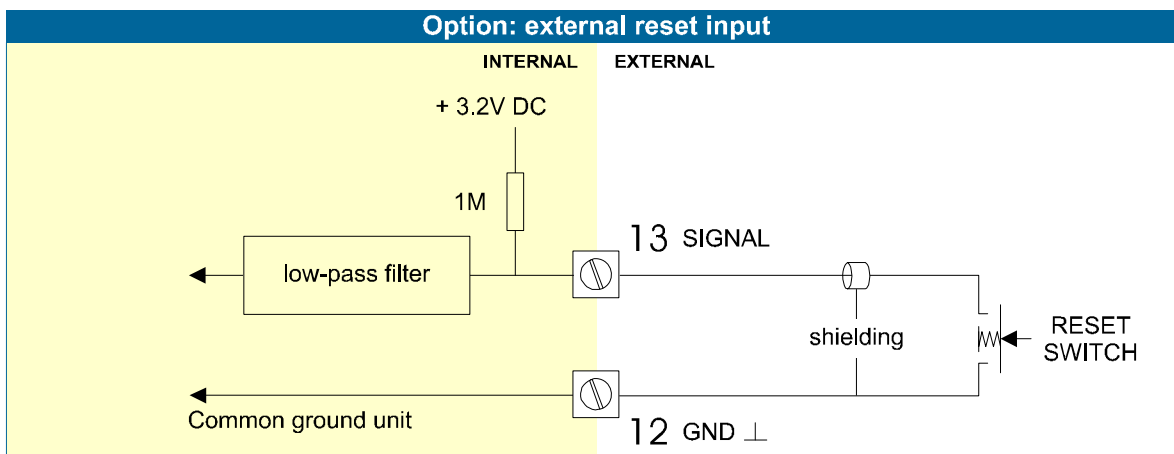 Option: external reset input
INTERNAL EXTERNAL
+ 3.2V DC
1M
13 SIGNAL
low-pass filter
shielding
RESET
SWITCH
Common ground unit
12 GND ⊥